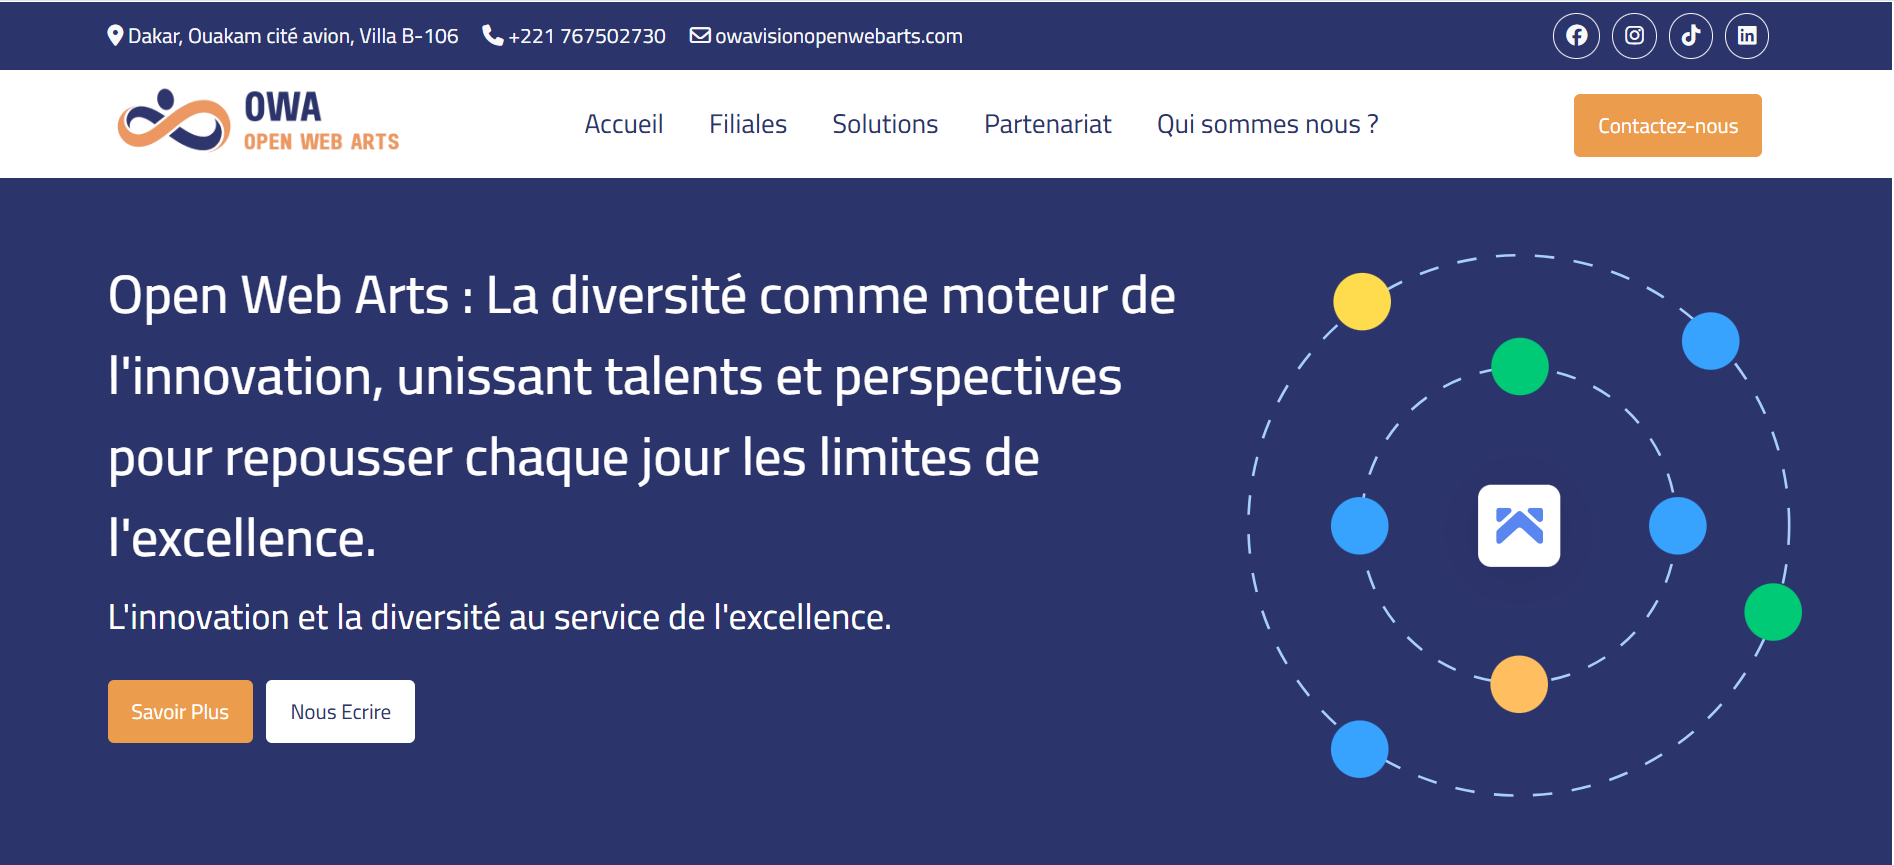 Dakar, Ouakam cité avion, Villa B-106 +221 767502730 owavisionopenwebarts.com
OWA
OPEN WEB ARTS
Accueil Filiales Solutions Partenariat Qui sommes nous ?
Contactez-nous
Open Web Arts : La diversité comme moteur de
l'innovation, unissant talents et perspectives
pour repousser chaque jour les limites de
l'excellence.
L'innovation et la diversité au service de l'excellence.
Savoir Plus Nous Ecrire